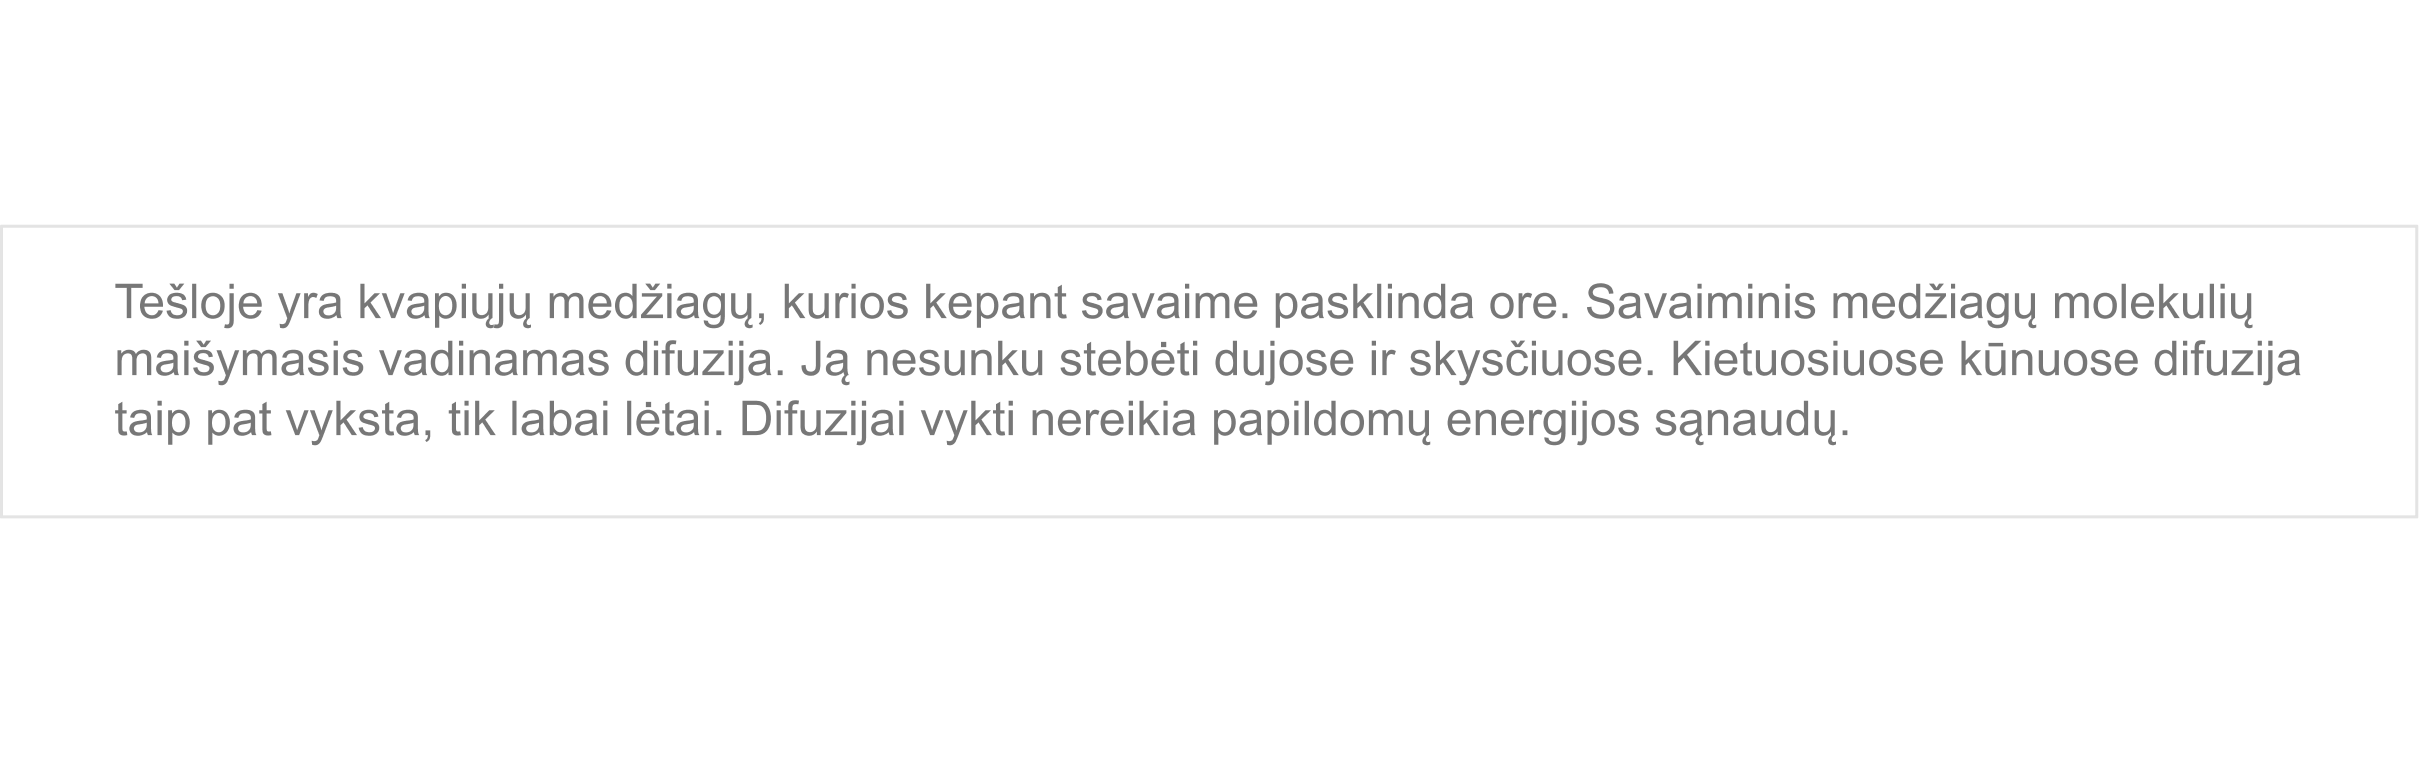 Tešloje yra kvapiųjų medžiagų, kurios kepant savaime pasklinda ore. Savaiminis medžiagų molekulių
maišymasis vadinamas difuzija. Ją nesunku stebėti dujose ir skysčiuose. Kietuosiuose kūnuose difuzija
taip pat vyksta, tik labai lėtai. Difuzijai vykti nereikia papildomų energijos sąnaudų.